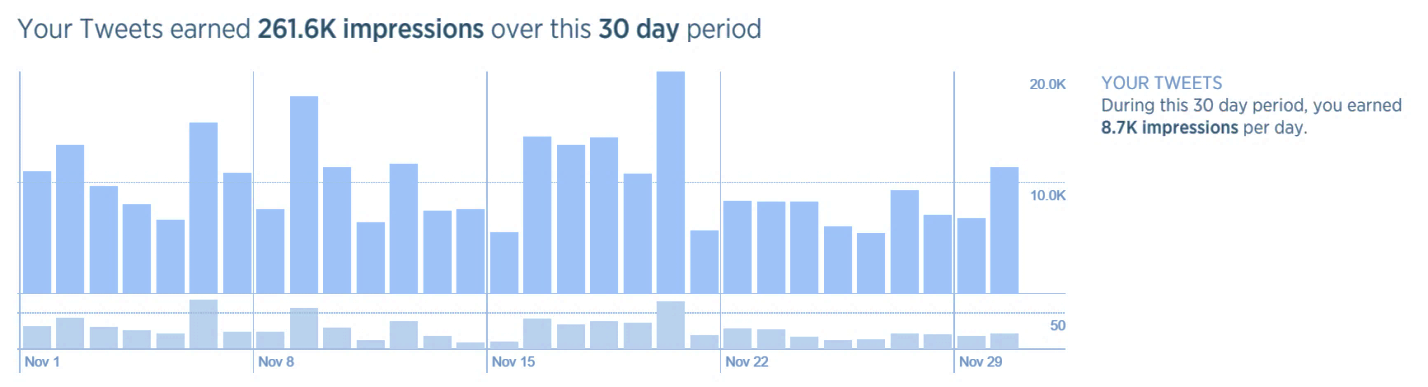 Your Tweets earned 261.6K impressions over this 30 day period
20.0K
10.0K
50
Nov 1
Nov 8
Nov 15
Nov 22
Nov 29
YOUR TWEETS
During this 30 day period, you earned
8.7K impressions per day.